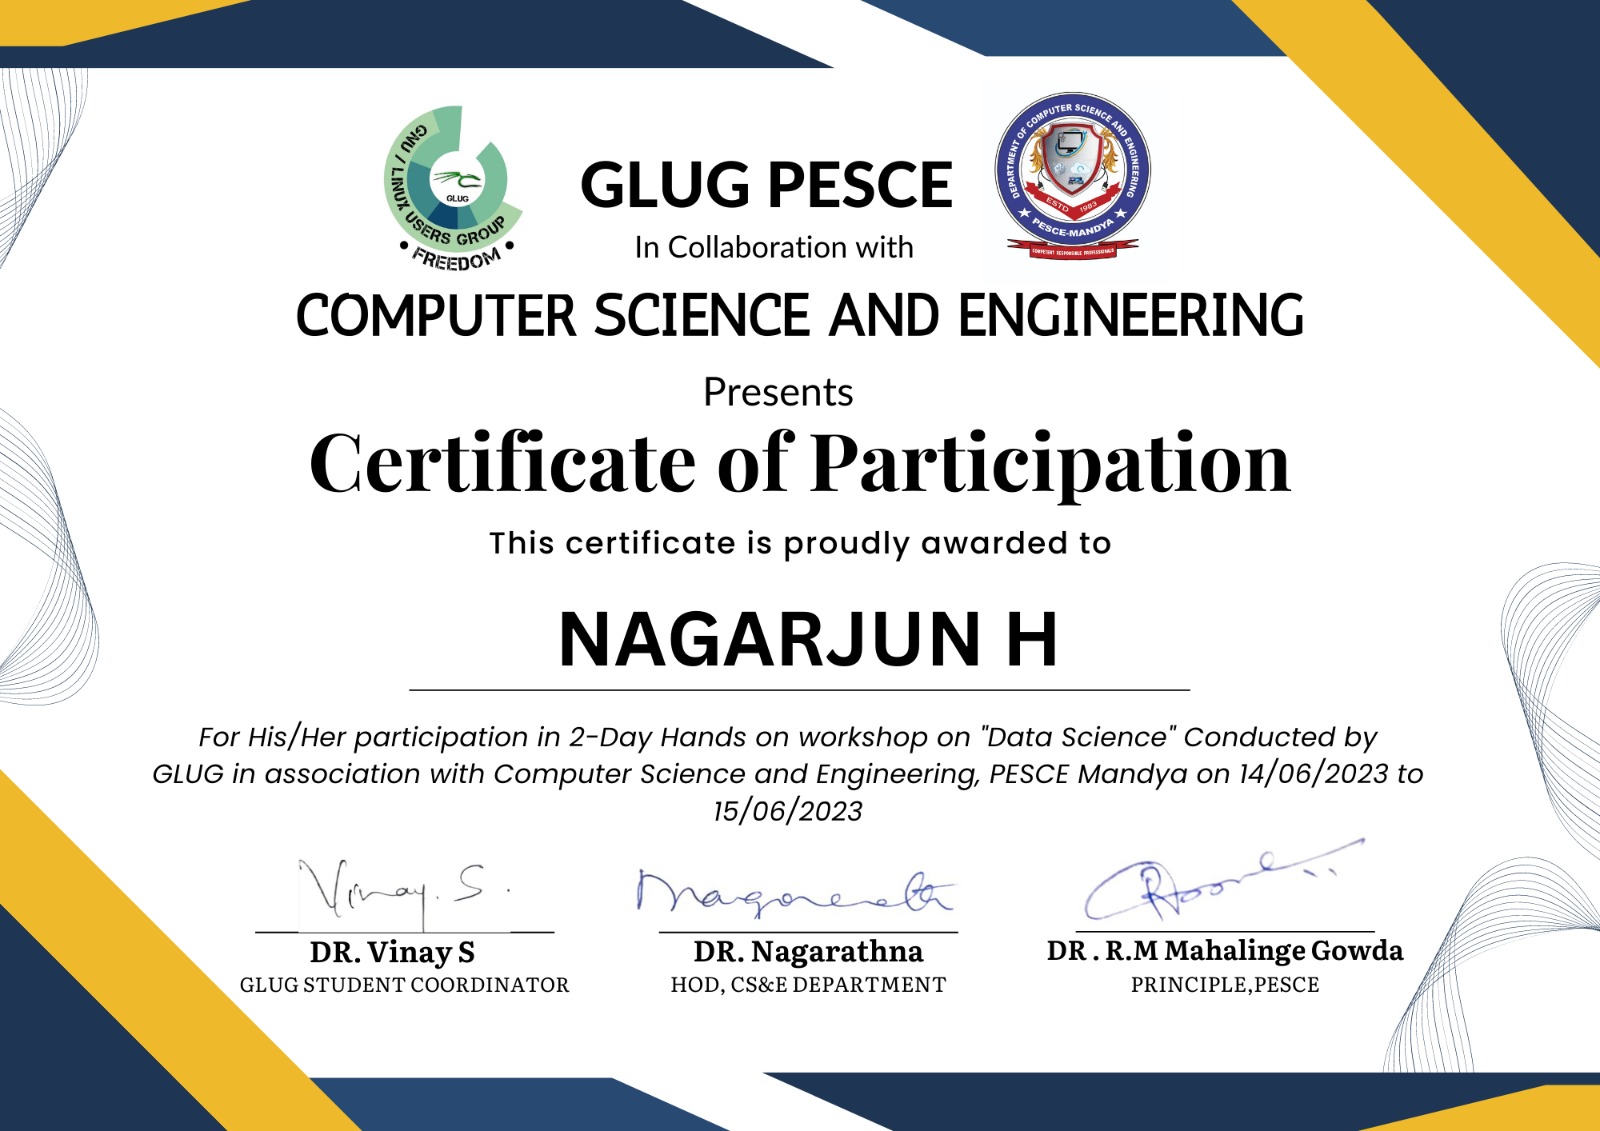 GNU / LINUX USERS GROUP
GLUG
• FREEDOM •
GLUG PESCE
In Collaboration with
DEPARTMENT OF COMPUTER SCIENCE AND ENGINEERING
ESTD 1983
PESCE-MANDYA
COMPETENT RESPONSIBLE PROFESSIONALS
COMPUTER SCIENCE AND ENGINEERING
Presents
Certificate of Participation
This certificate is proudly awarded to
NAGARJUN H
For His/Her participation in 2-Day Hands on workshop on "Data Science" Conducted by
GLUG in association with Computer Science and Engineering, PESCE Mandya on 14/06/2023 to
15/06/2023
Vinay. S.
DR. Vinay S
GLUG STUDENT COORDINATOR
DR. Nagarathna
HOD, CS&E DEPARTMENT
DR . R.M Mahalinge Gowda
PRINCIPLE,PESCE